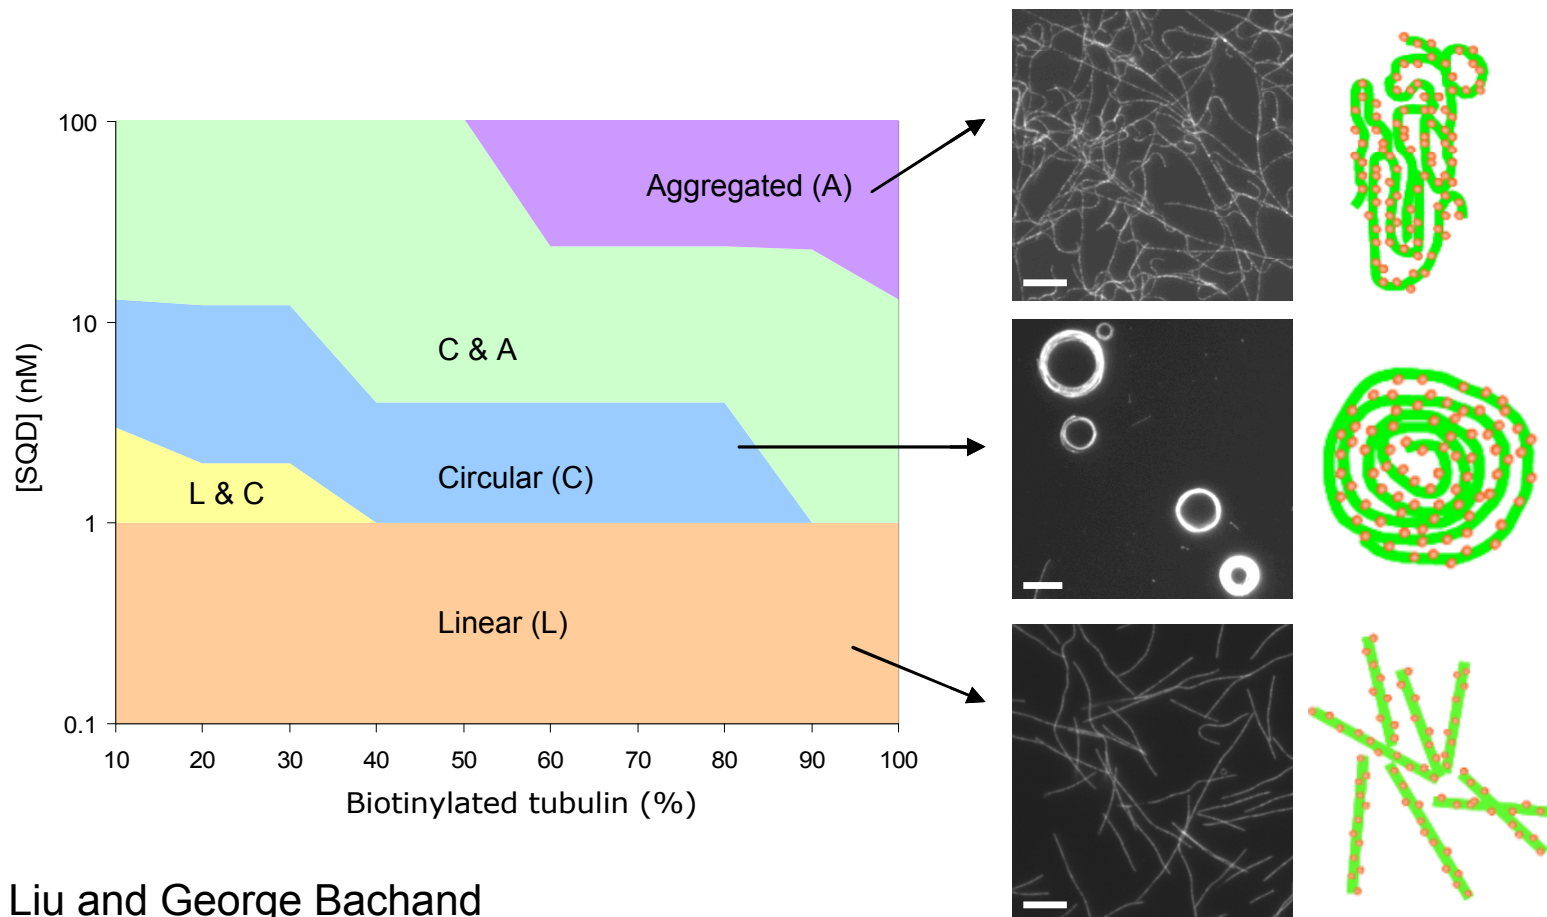 100
10
1
0.1
[SQD] (nM)
Aggregated (A)
C & A
Circular (C)
L & C
Linear (L)
10 20 30 40 50 60 70 80 90 100
Biotinylated tubulin (%)
Liu and George Bachand